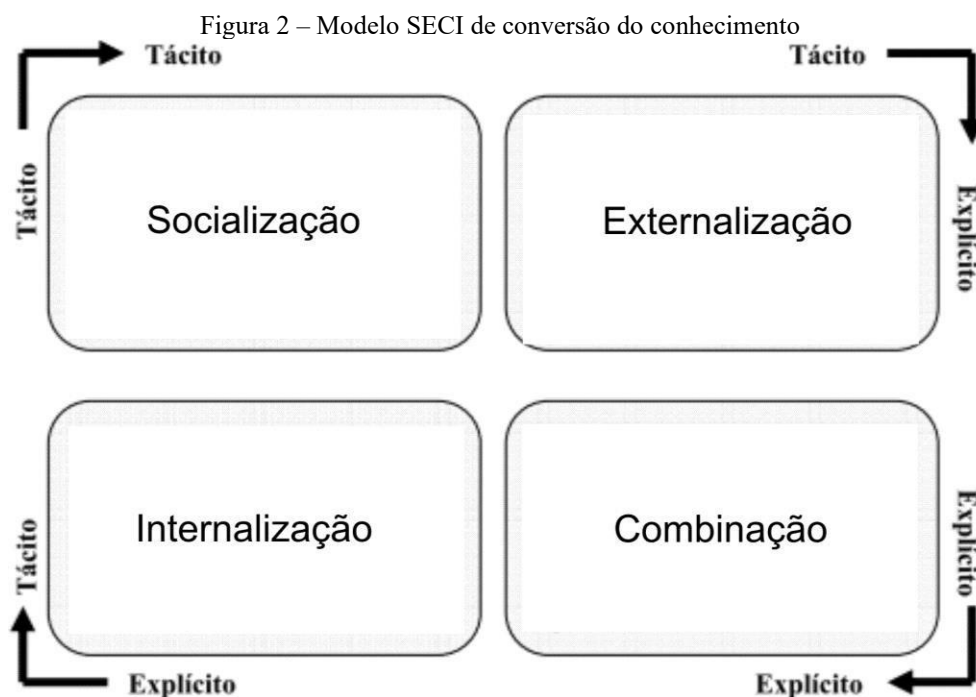 Figura 2 – Modelo SECI de conversão do conhecimento
Tácito
Tácito
Tácito
Explícito
Socialização
Externalização
Tácito
Explícito
Internalização
Combinação
Explícito
Explícito